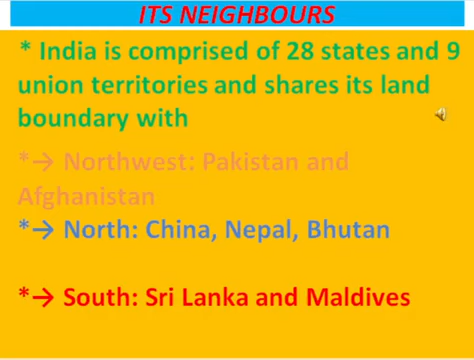 ITS NEIGHBOURS
* India is comprised of 28 states and 9
union territories and shares its land
boundary with
*→ Northwest: Pakistan and
Afghanistan
*→ North: China, Nepal, Bhutan
*→ South: Sri Lanka and Maldives